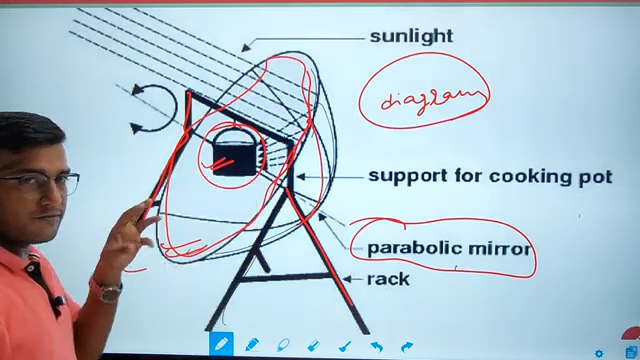 sunlight
diagram
support for cooking pot
parabolic mirror
rack